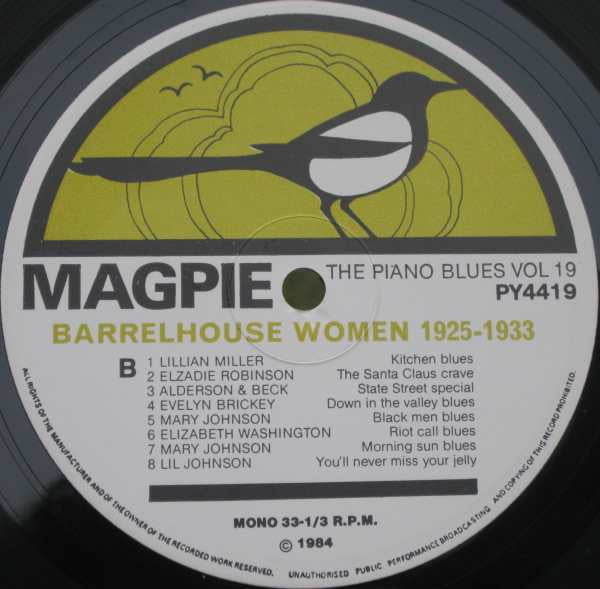 MAGPIE
THE PIANO BLUES VOL 19
PY4419
BARRELHOUSE WOMEN 1925-1933
B
1 LILLIAN MILLER Kitchen blues
2 ELZADIE ROBINSON The Santa Claus crave
3 ALDERSON & BECK State Street special
4 EVELYN BRICKEY Down in the valley blues
5 MARY JOHNSON Black men blues
6 ELIZABETH WASHINGTON Riot call blues
7 MARY JOHNSON Morning sun blues
8 LIL JOHNSON You'll never miss your jelly
MONO 33-1/3 R.P.M.
© 1984
ALL RIGHTS OF THE MANUFACTURER AND OF THE OWNER OF THE RECORDED WORK RESERVED. UNAUTHORISED PUBLIC PERFORMANCE BROADCASTING AND COPYING OF THIS RECORD PROHIBITED.